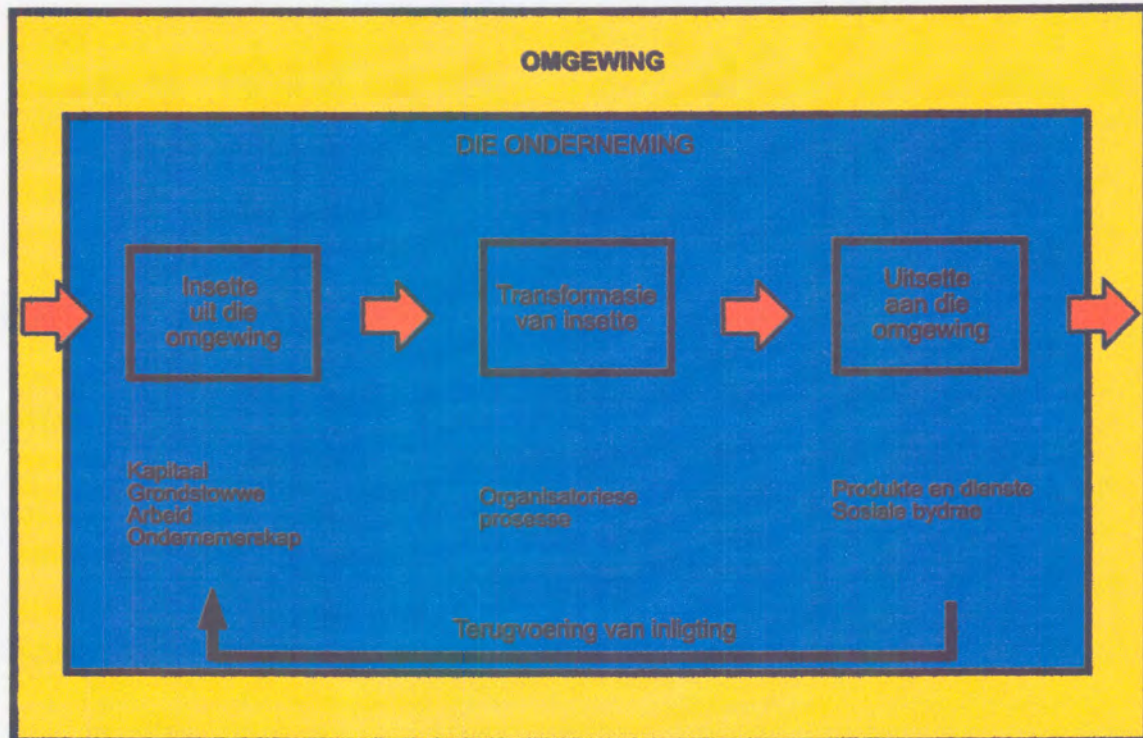 OMGEWING
DIE ONDERNEMING
Insette
uit die
omgewing
Transformasie
van insette
Uitsette
aan die
omgewing
Kapitaal
Grondstowwe
Arbeid
Ondernemerskap
Organisatoriese
prosesse
Produkte en dienste
Sosiale bydrae
Terugvoering van inligting